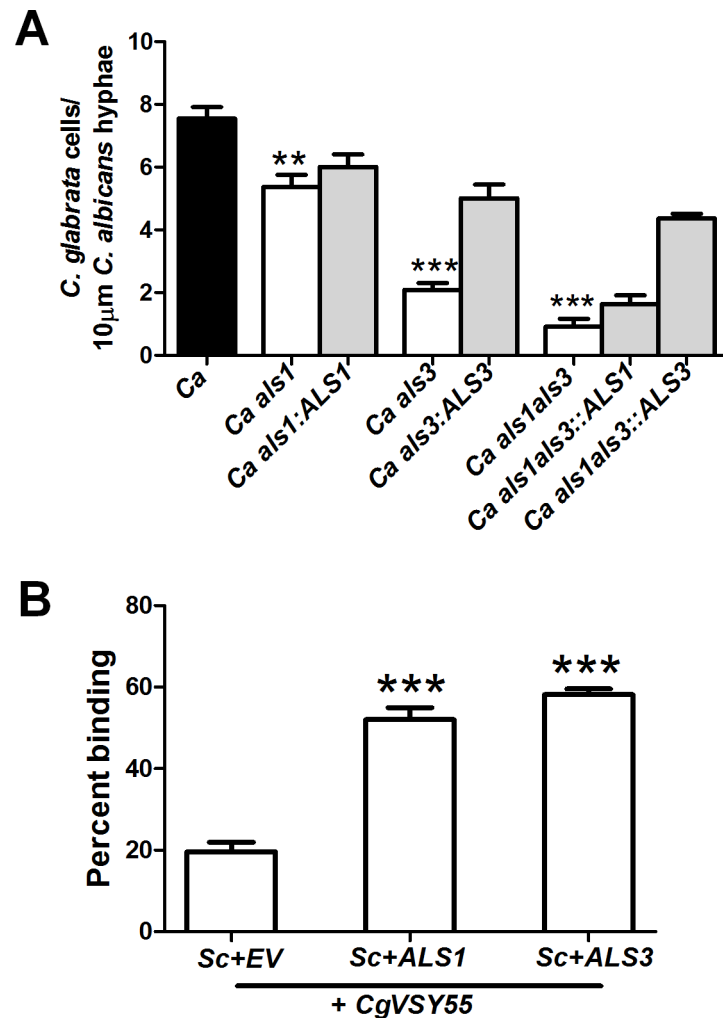 A
C. glabrata cells/
10μm C. albicans hyphae
10
8
6
4
2
0
**
***
***
Ca
Ca als1
Ca als1:ALS1
Ca als3
Ca als3:ALS3
Ca als1als3
Ca als1als3::ALS1
Ca als1als3::ALS3
B
Percent binding
80
60
40
20
0
***
***
Sc+EV
Sc+ALS1
Sc+ALS3
+ CgVSY55